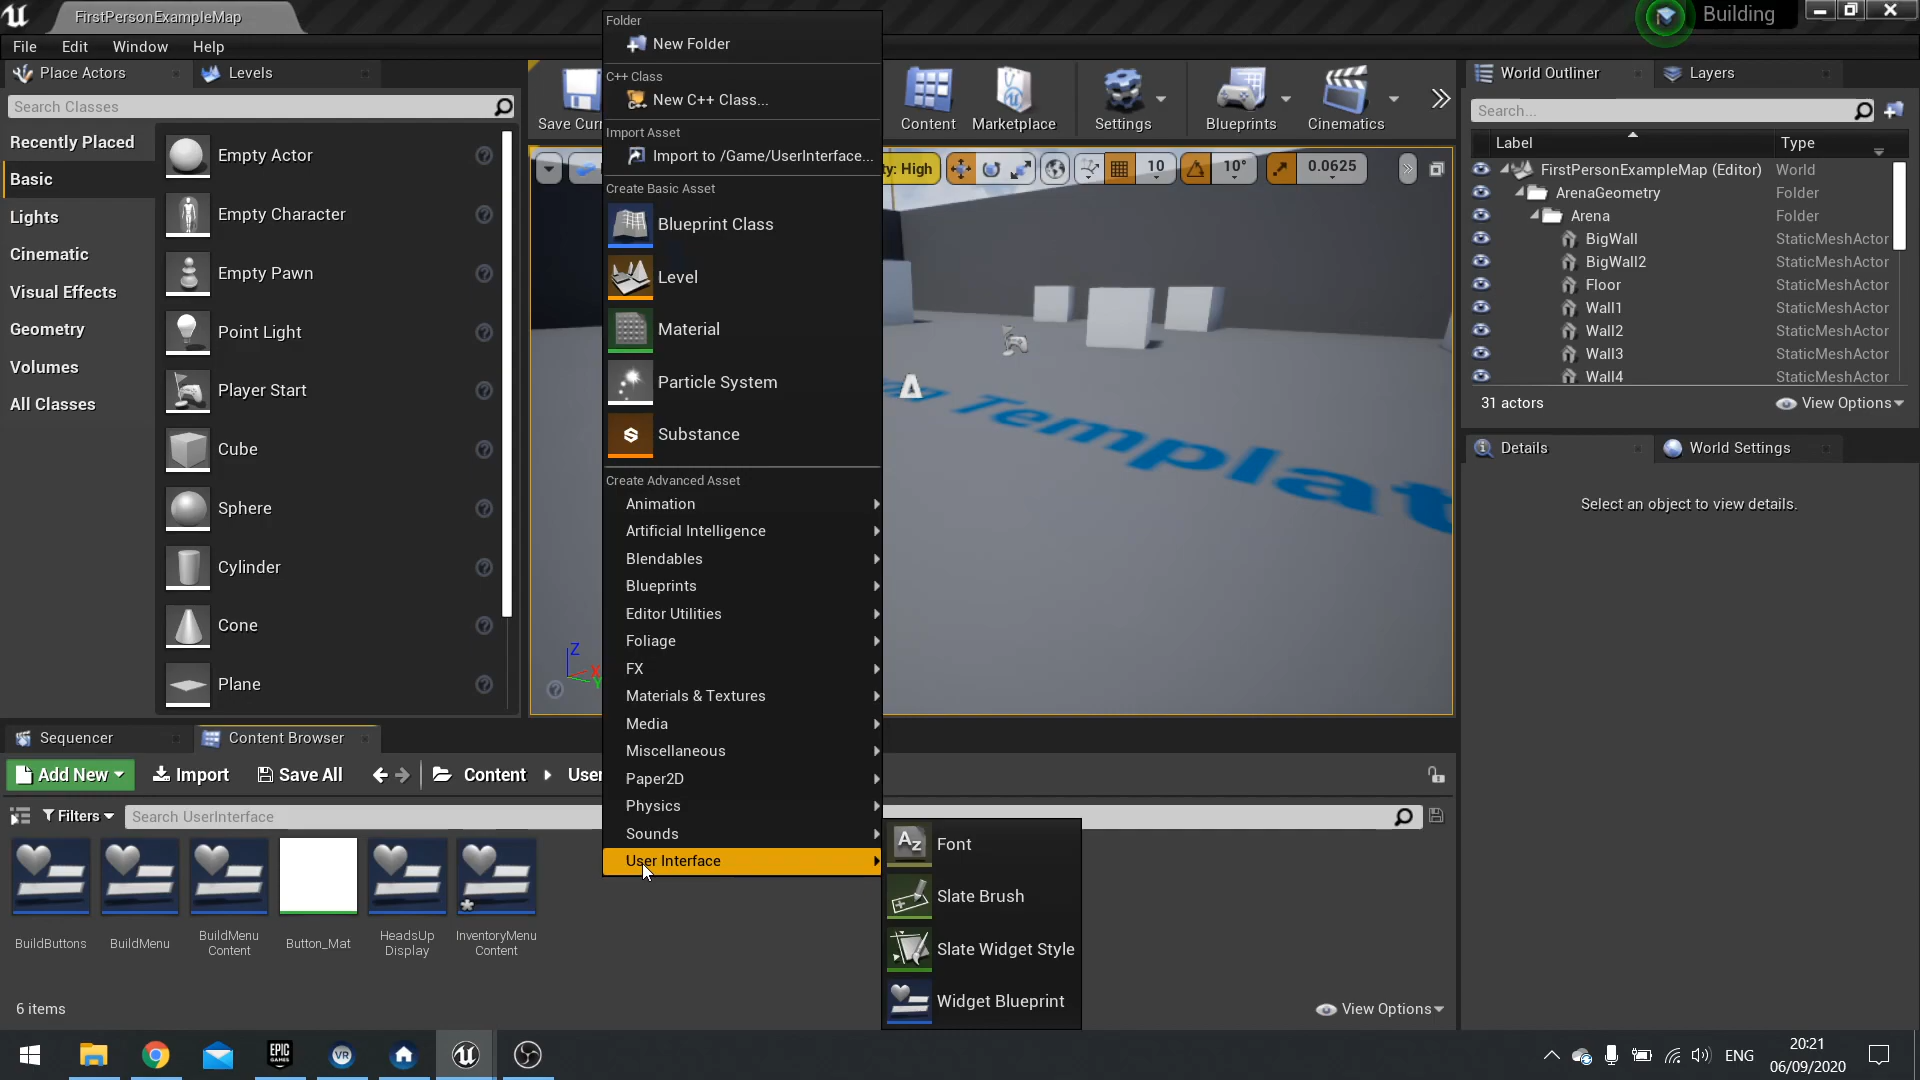 FirstPersonExampleMap
Building
File Edit Window Help
Place Actors
Levels
Search Classes
Recently Placed
Basic
Lights
Cinematic
Visual Effects
Geometry
Volumes
All Classes
Empty Actor
Empty Character
Empty Pawn
Point Light
Player Start
Cube
Sphere
Cylinder
Cone
Plane
Folder
New Folder
C++ Class
New C++ Class...
Import Asset
Import to /Game/UserInterface...
Create Basic Asset
Blueprint Class
Level
Material
Particle System
Substance
Create Advanced Asset
Animation
Artificial Intelligence
Blendables
Blueprints
Editor Utilities
Foliage
FX
Materials & Textures
Media
Miscellaneous
Paper2D
Physics
Sounds
User Interface
Font
Slate Brush
Slate Widget Style
Widget Blueprint
Save Curr
Content
Marketplace
Settings
Blueprints
Cinematics
ty: High
10
10°
0.0625
Templat
Z
X
Y
World Outliner
Layers
Search...
Label Type
FirstPersonExampleMap (Editor) World
ArenaGeometry Folder
Arena Folder
BigWall StaticMeshActor
BigWall2 StaticMeshActor
Floor StaticMeshActor
Wall1 StaticMeshActor
Wall2 StaticMeshActor
Wall3 StaticMeshActor
Wall4 StaticMeshActor
31 actors
View Options
Details
World Settings
Select an object to view details.
Sequencer
Content Browser
Add New
Import
Save All
Content
User
Filters
Search UserInterface
BuildButtons
BuildMenu
BuildMenu
Content
Button_Mat
HeadsUp
Display
InventoryMenu
Content
6 items
View Options
EPIC
GAMES
VR
ENG
20:21
06/09/2020